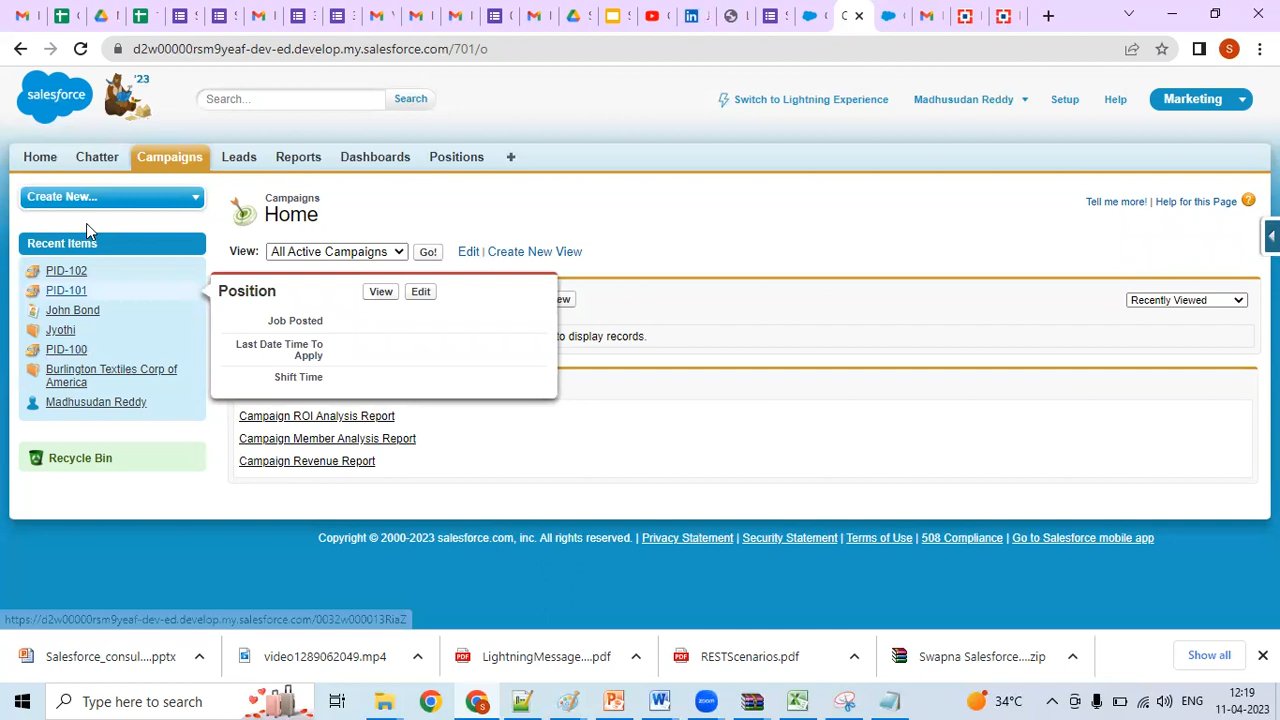 d2w00000rsm9yeaf-dev-ed.develop.my.salesforce.com/701/o
S
salesforce
'23
Search...
Search
Switch to Lightning Experience
Madhusudan Reddy
Setup
Help
Marketing
Home
Chatter
Campaigns
Leads
Reports
Dashboards
Positions
Create New...
Recent Items
PID-102
PID-101
John Bond
Jyothi
PID-100
Burlington Textiles Corp of
America
Madhusudan Reddy
Recycle Bin
Campaigns
Home
Tell me more! | Help for this Page
View:
All Active Campaigns
Go!
Edit | Create New View
Position
View
Edit
Job Posted
Last Date Time To
Apply
Shift Time
Recently Viewed
to display records.
Campaign ROI Analysis Report
Campaign Member Analysis Report
Campaign Revenue Report
Copyright © 2000-2023 salesforce.com, inc. All rights reserved. | Privacy Statement | Security Statement | Terms of Use | 508 Compliance | Go to Salesforce mobile app
https://d2w00000rsm9yeaf-dev-ed.develop.my.salesforce.com/0032w000013RiaZ
Salesforce_consul....pptx
video1289062049.mp4
LightningMessage....pdf
RESTScenarios.pdf
Swapna Salesforce....zip
Show all
Type here to search
34°C
ENG
12:19
11-04-2023